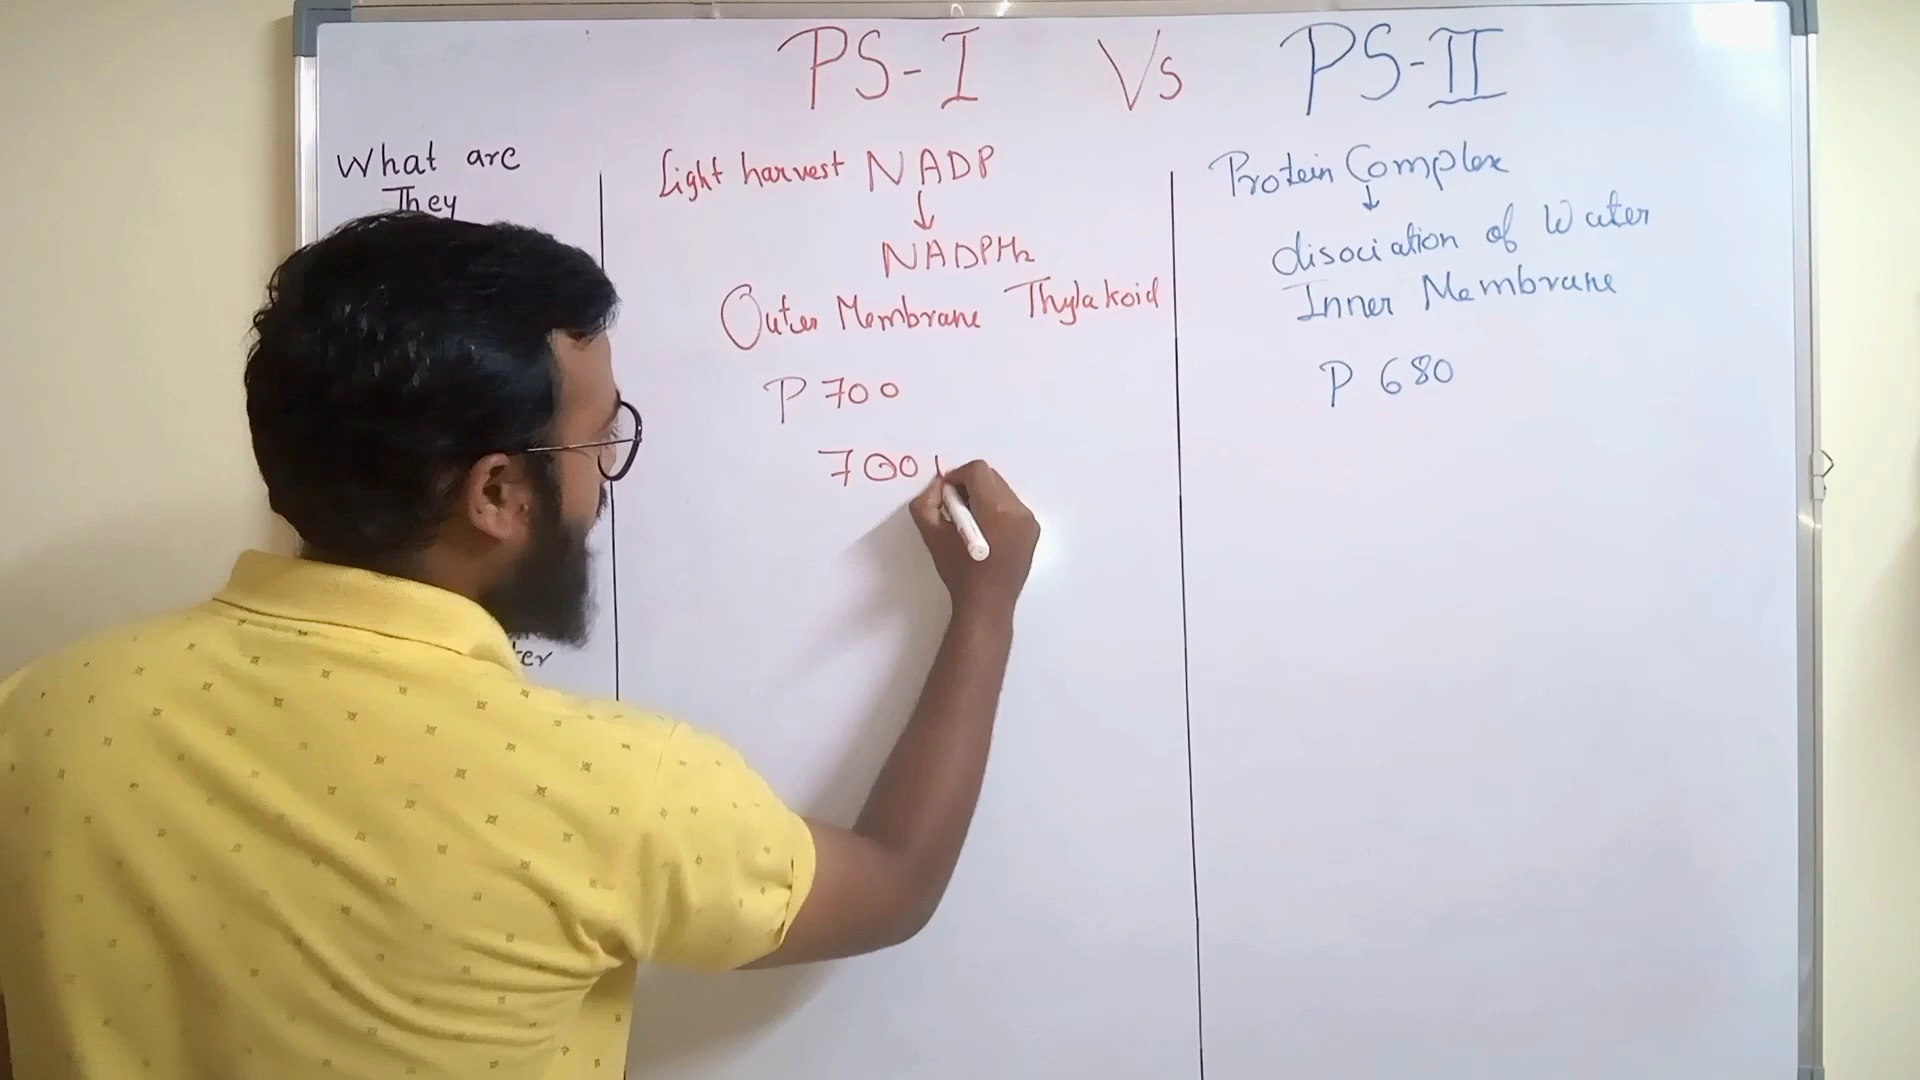 PS-I Vs PS-II
What are
They
Light harvest NADP
↓
NADPH₂
Outer Membrane Thylakoid
P 700
700
Protein Complex
↓
disociation of Water
Inner Membrane
P 680